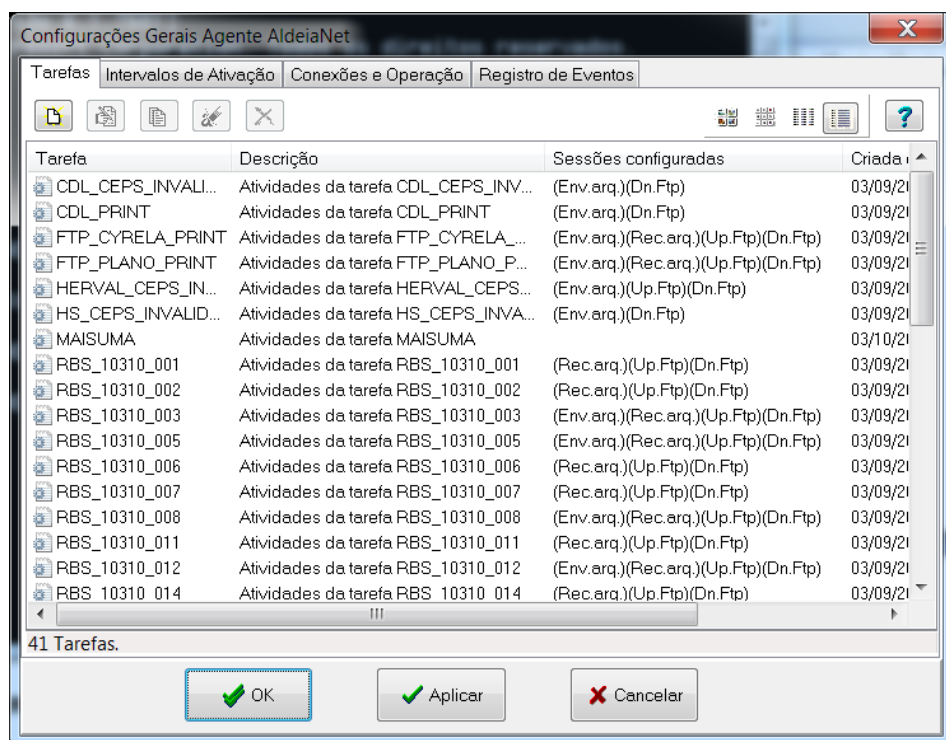 direitos reservados.
Configurações Gerais Agente AldeiaNet
Tarefas Intervalos de Ativação Conexões e Operação Registro de Eventos
Tarefa Descrição Sessões configuradas Criada
CDL_CEPS_INVALI... Atividades da tarefa CDL_CEPS_INV... (Env.arq.)(Dn.Ftp) 03/09/2
CDL_PRINT Atividades da tarefa CDL_PRINT (Env.arq.)(Dn.Ftp) 03/09/2
FTP_CYRELA_PRINT Atividades da tarefa FTP_CYRELA_... (Env.arq.)(Rec.arq.)(Up.Ftp)(Dn.Ftp) 03/09/2
FTP_PLANO_PRINT Atividades da tarefa FTP_PLANO_P... (Env.arq.)(Rec.arq.)(Up.Ftp)(Dn.Ftp) 03/09/2
HERVAL_CEPS_IN... Atividades da tarefa HERVAL_CEPS... (Env.arq.)(Up.Ftp)(Dn.Ftp) 03/09/2
HS_CEPS_INVALID... Atividades da tarefa HS_CEPS_INVA... (Env.arq.)(Dn.Ftp) 03/09/2
MAISUMA Atividades da tarefa MAISUMA 03/10/2
RBS_10310_001 Atividades da tarefa RBS_10310_001 (Rec.arq.)(Up.Ftp)(Dn.Ftp) 03/09/2
RBS_10310_002 Atividades da tarefa RBS_10310_002 (Rec.arq.)(Up.Ftp)(Dn.Ftp) 03/09/2
RBS_10310_003 Atividades da tarefa RBS_10310_003 (Env.arq.)(Rec.arq.)(Up.Ftp)(Dn.Ftp) 03/09/2
RBS_10310_005 Atividades da tarefa RBS_10310_005 (Env.arq.)(Rec.arq.)(Up.Ftp)(Dn.Ftp) 03/09/2
RBS_10310_006 Atividades da tarefa RBS_10310_006 (Rec.arq.)(Up.Ftp)(Dn.Ftp) 03/09/2
RBS_10310_007 Atividades da tarefa RBS_10310_007 (Rec.arq.)(Up.Ftp)(Dn.Ftp) 03/09/2
RBS_10310_008 Atividades da tarefa RBS_10310_008 (Env.arq.)(Rec.arq.)(Up.Ftp)(Dn.Ftp) 03/09/2
RBS_10310_011 Atividades da tarefa RBS_10310_011 (Rec.arq.)(Up.Ftp)(Dn.Ftp) 03/09/2
RBS_10310_012 Atividades da tarefa RBS_10310_012 (Env.arq.)(Rec.arq.)(Up.Ftp)(Dn.Ftp) 03/09/2
RBS_10310_014 Atividades da tarefa RBS_10310_014 (Rec.arq.)(Up.Ftp)(Dn.Ftp) 03/09/2
41 Tarefas.
OK Aplicar Cancelar